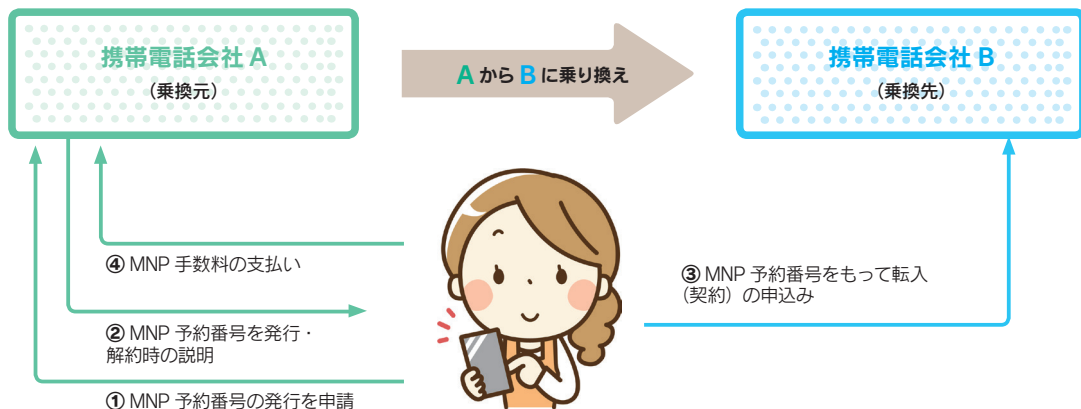 携帯電話会社 A
（乗換元）
A から B に乗り換え
携帯電話会社 B
（乗換先）
④ MNP 手数料の支払い
③ MNP 予約番号をもって転入
（契約）の申込み
② MNP 予約番号を発行・
解約時の説明
① MNP 予約番号の発行を申請